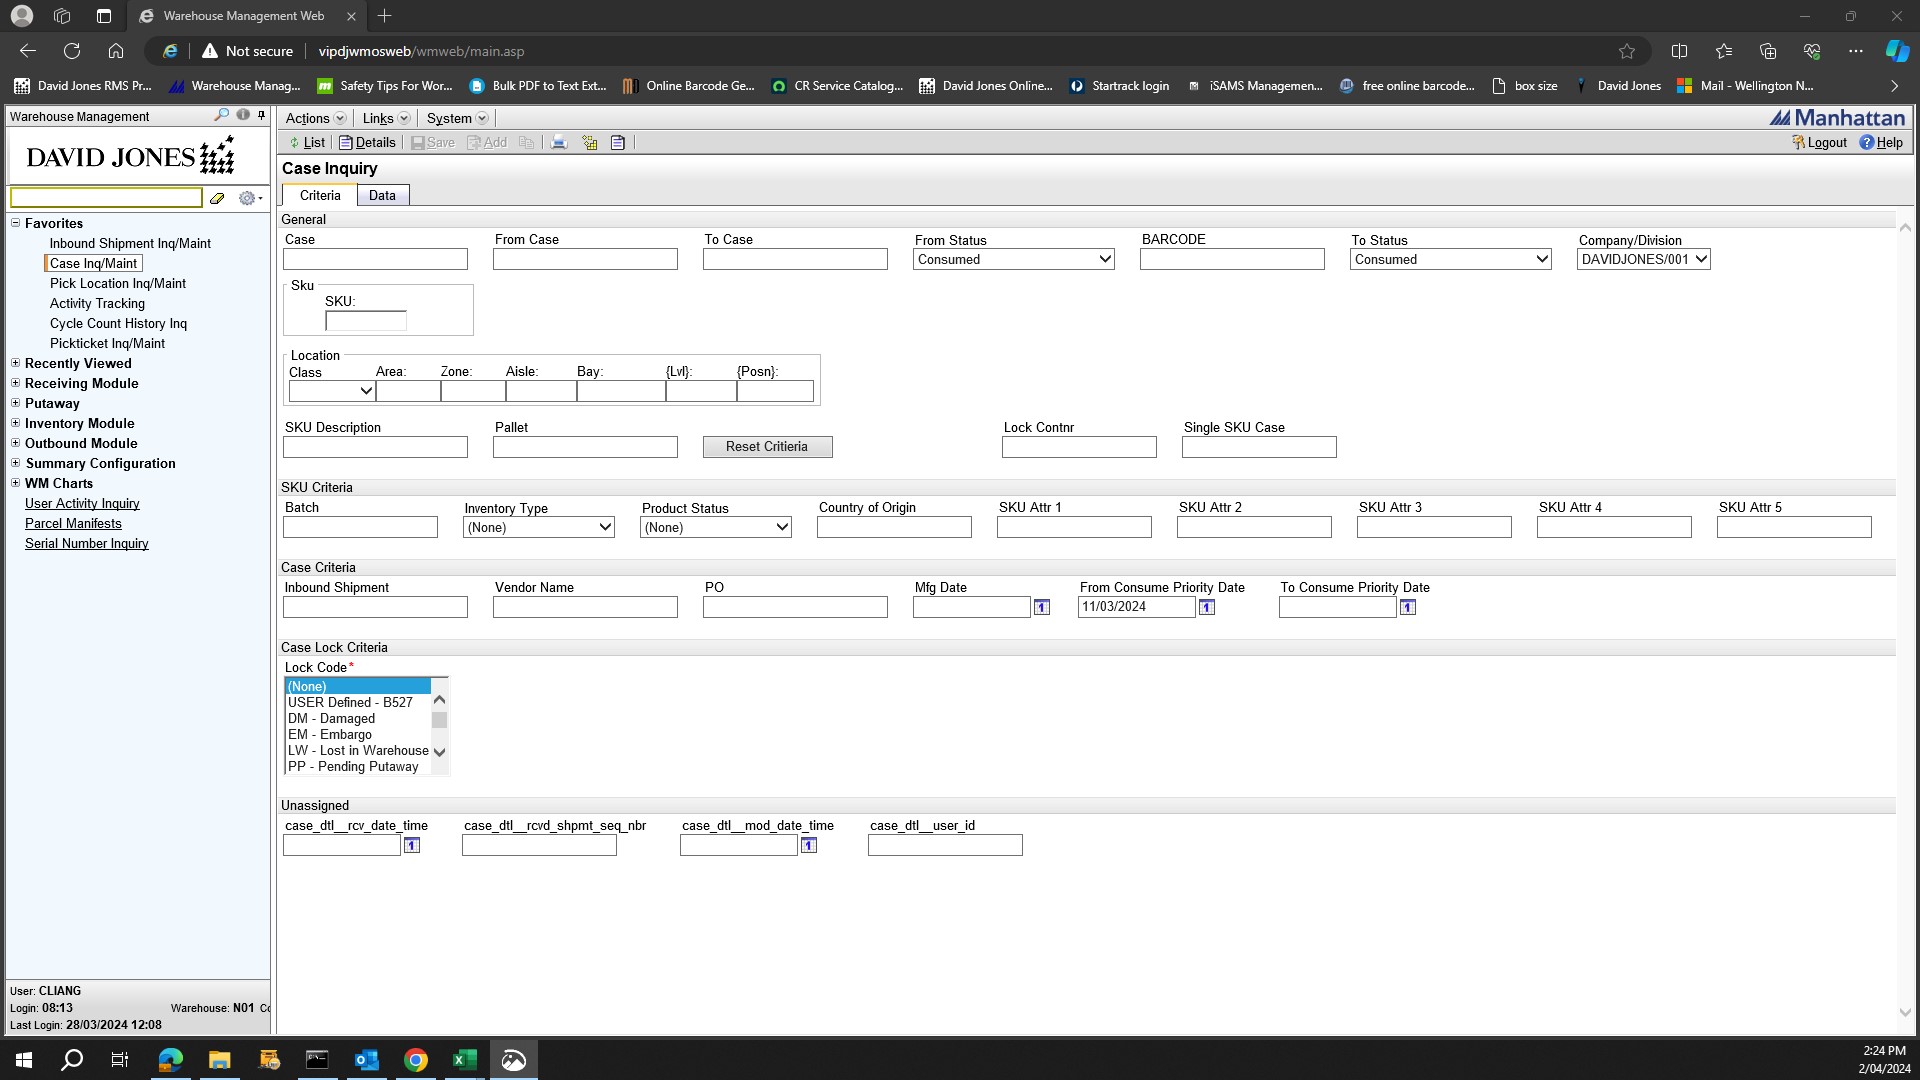 Warehouse Management Web
Not secure
vipdjwmosweb/wmweb/main.asp
David Jones RMS Pr...
Warehouse Manag...
Safety Tips For Wor...
Bulk PDF to Text Ext...
Online Barcode Ge...
CR Service Catalog...
David Jones Online...
Startrack login
iSAMS Managemen...
free online barcode...
box size
David Jones
Mail - Wellington N...
Warehouse Management
Actions
Links
System
Manhattan
List
Details
Save
Add
Logout
Help
DAVID JONES
Case Inquiry
Criteria
Data
Favorites
Inbound Shipment Inq/Maint
Case Inq/Maint
Pick Location Inq/Maint
Activity Tracking
Cycle Count History Inq
Pickticket Inq/Maint
Recently Viewed
Receiving Module
Putaway
Inventory Module
Outbound Module
Summary Configuration
WM Charts
User Activity Inquiry
Parcel Manifests
Serial Number Inquiry
General
Case
From Case
To Case
From Status
BARCODE
To Status
Company/Division
Consumed
Consumed
DAVIDJONES/001
Sku
SKU:
Location
Class
Area:
Zone:
Aisle:
Bay:
{Lvl}:
{Posn}:
SKU Description
Pallet
Reset Critieria
Lock Contnr
Single SKU Case
SKU Criteria
Batch
Inventory Type
Product Status
Country of Origin
SKU Attr 1
SKU Attr 2
SKU Attr 3
SKU Attr 4
SKU Attr 5
(None)
(None)
Case Criteria
Inbound Shipment
Vendor Name
PO
Mfg Date
From Consume Priority Date
To Consume Priority Date
11/03/2024
Case Lock Criteria
Lock Code*
(None)
USER Defined - B527
DM - Damaged
EM - Embargo
LW - Lost in Warehouse
PP - Pending Putaway
Unassigned
case_dtl__rcv_date_time
case_dtl__rcvd_shpmt_seq_nbr
case_dtl__mod_date_time
case_dtl__user_id
User: CLIANG
Login: 08:13
Warehouse: N01 Co
Last Login: 28/03/2024 12:08
2:24 PM
2/04/2024